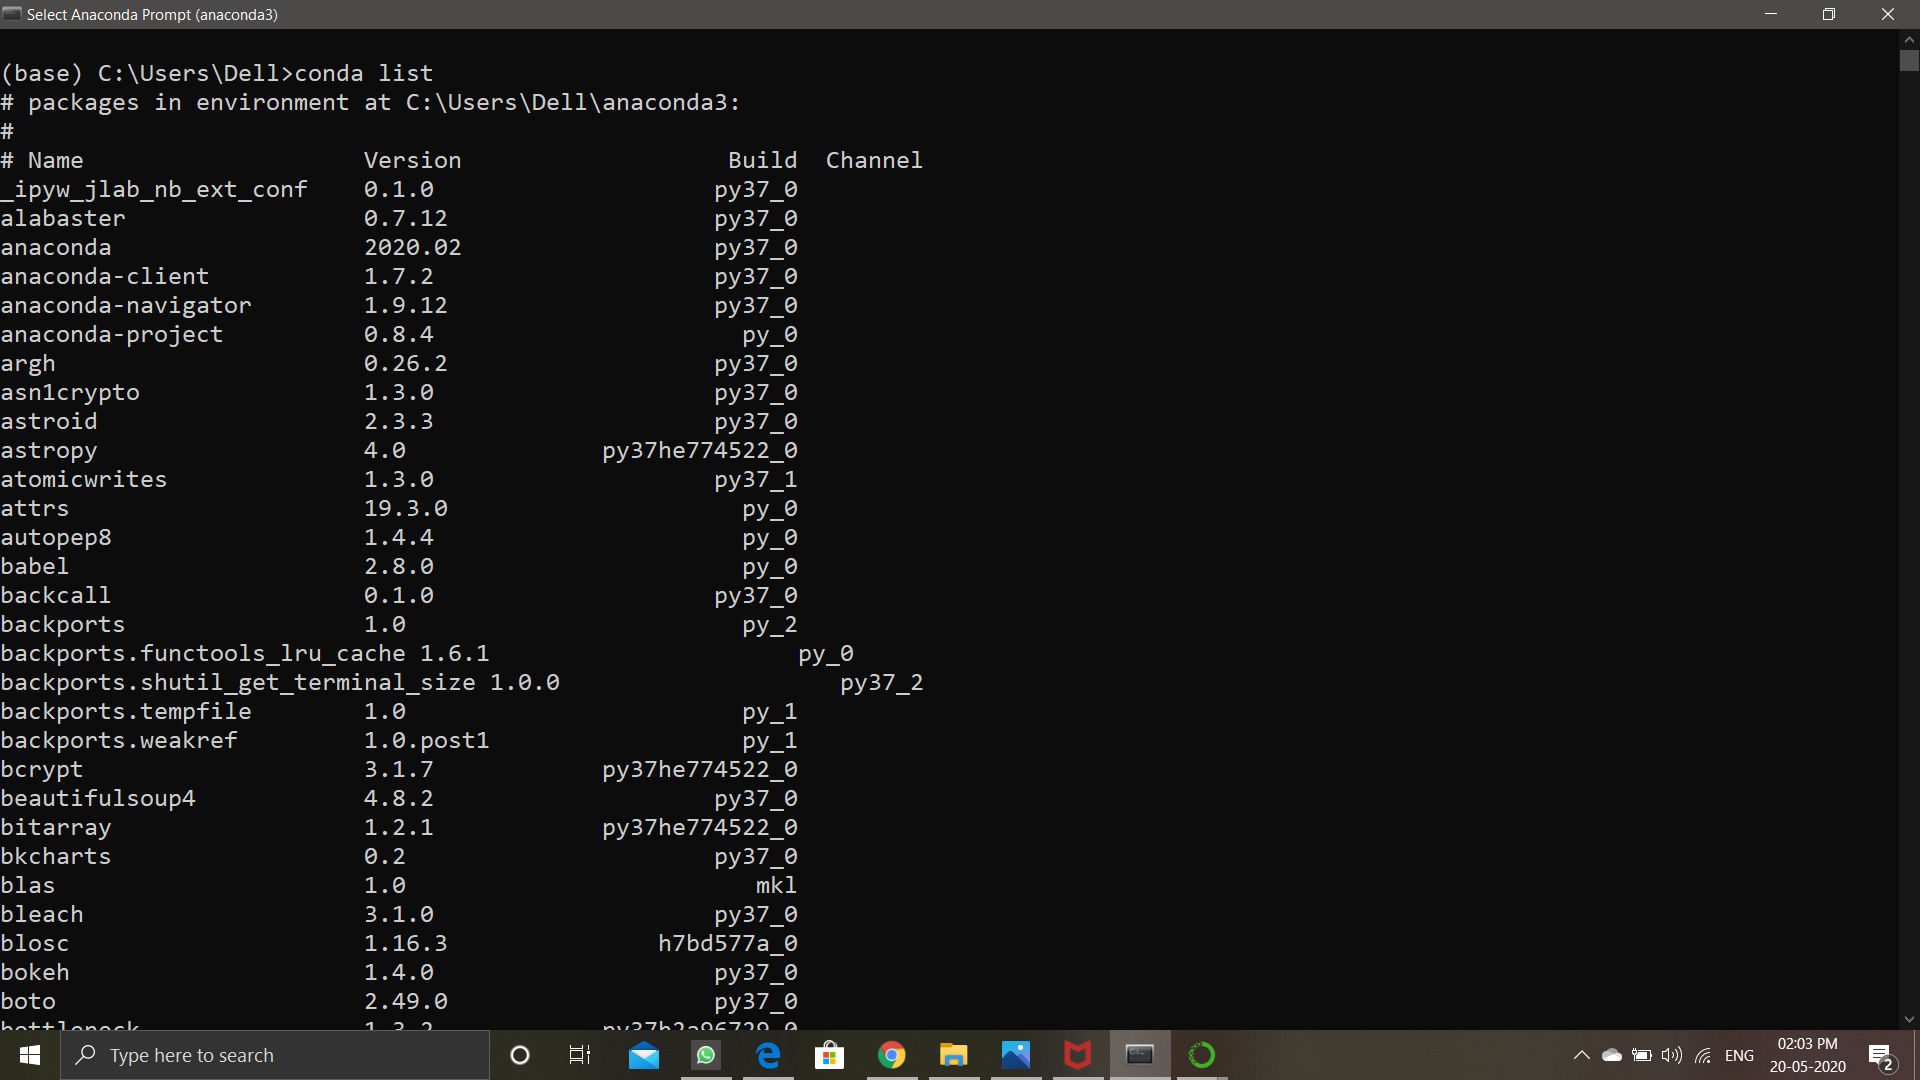 Select Anaconda Prompt (anaconda3)
(base) C:\Users\Dell>conda list
# packages in environment at C:\Users\Dell\anaconda3:
#
# Name                    Version                   Build  Channel
_ipyw_jlab_nb_ext_conf    0.1.0                    py37_0
alabaster                 0.7.12                   py37_0
anaconda                  2020.02                  py37_0
anaconda-client           1.7.2                    py37_0
anaconda-navigator        1.9.12                   py37_0
anaconda-project          0.8.4                      py_0
argh                      0.26.2                   py37_0
asn1crypto                1.3.0                    py37_0
astroid                   2.3.3                    py37_0
astropy                   4.0              py37he774522_0
atomicwrites              1.3.0                    py37_1
attrs                     19.3.0                     py_0
autopep8                  1.4.4                      py_0
babel                     2.8.0                      py_0
backcall                  0.1.0                    py37_0
backports                 1.0                        py_2
backports.functools_lru_cache 1.6.1                      py_0
backports.shutil_get_terminal_size 1.0.0                    py37_2
backports.tempfile        1.0                        py_1
backports.weakref         1.0.post1                  py_1
bcrypt                    3.1.7            py37he774522_0
beautifulsoup4            4.8.2                    py37_0
bitarray                  1.2.1            py37he774522_0
bkcharts                  0.2                      py37_0
blas                      1.0                         mkl
bleach                    3.1.0                    py37_0
blosc                     1.16.3               h7bd577a_0
bokeh                     1.4.0                    py37_0
boto                      2.49.0                   py37_0
bottleneck                1.3.2            py37h2a96729_0
Type here to search
ENG
02:03 PM
20-05-2020
2